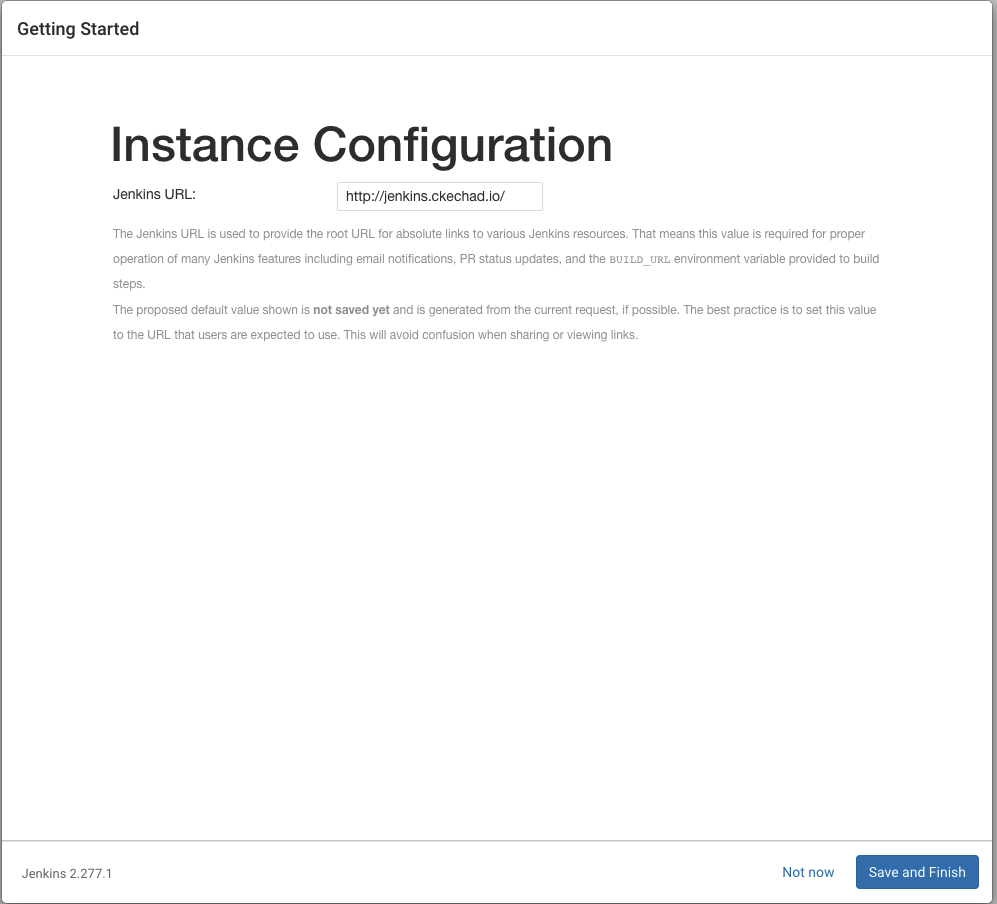 Getting Started
Instance Configuration
Jenkins URL:
http://jenkins.ckechad.io/
The Jenkins URL is used to provide the root URL for absolute links to various Jenkins resources. That means this value is required for proper
operation of many Jenkins features including email notifications, PR status updates, and the BUILD_URL environment variable provided to build
steps.
The proposed default value shown is not saved yet and is generated from the current request, if possible. The best practice is to set this value
to the URL that users are expected to use. This will avoid confusion when sharing or viewing links.
Jenkins 2.277.1
Not now
Save and Finish